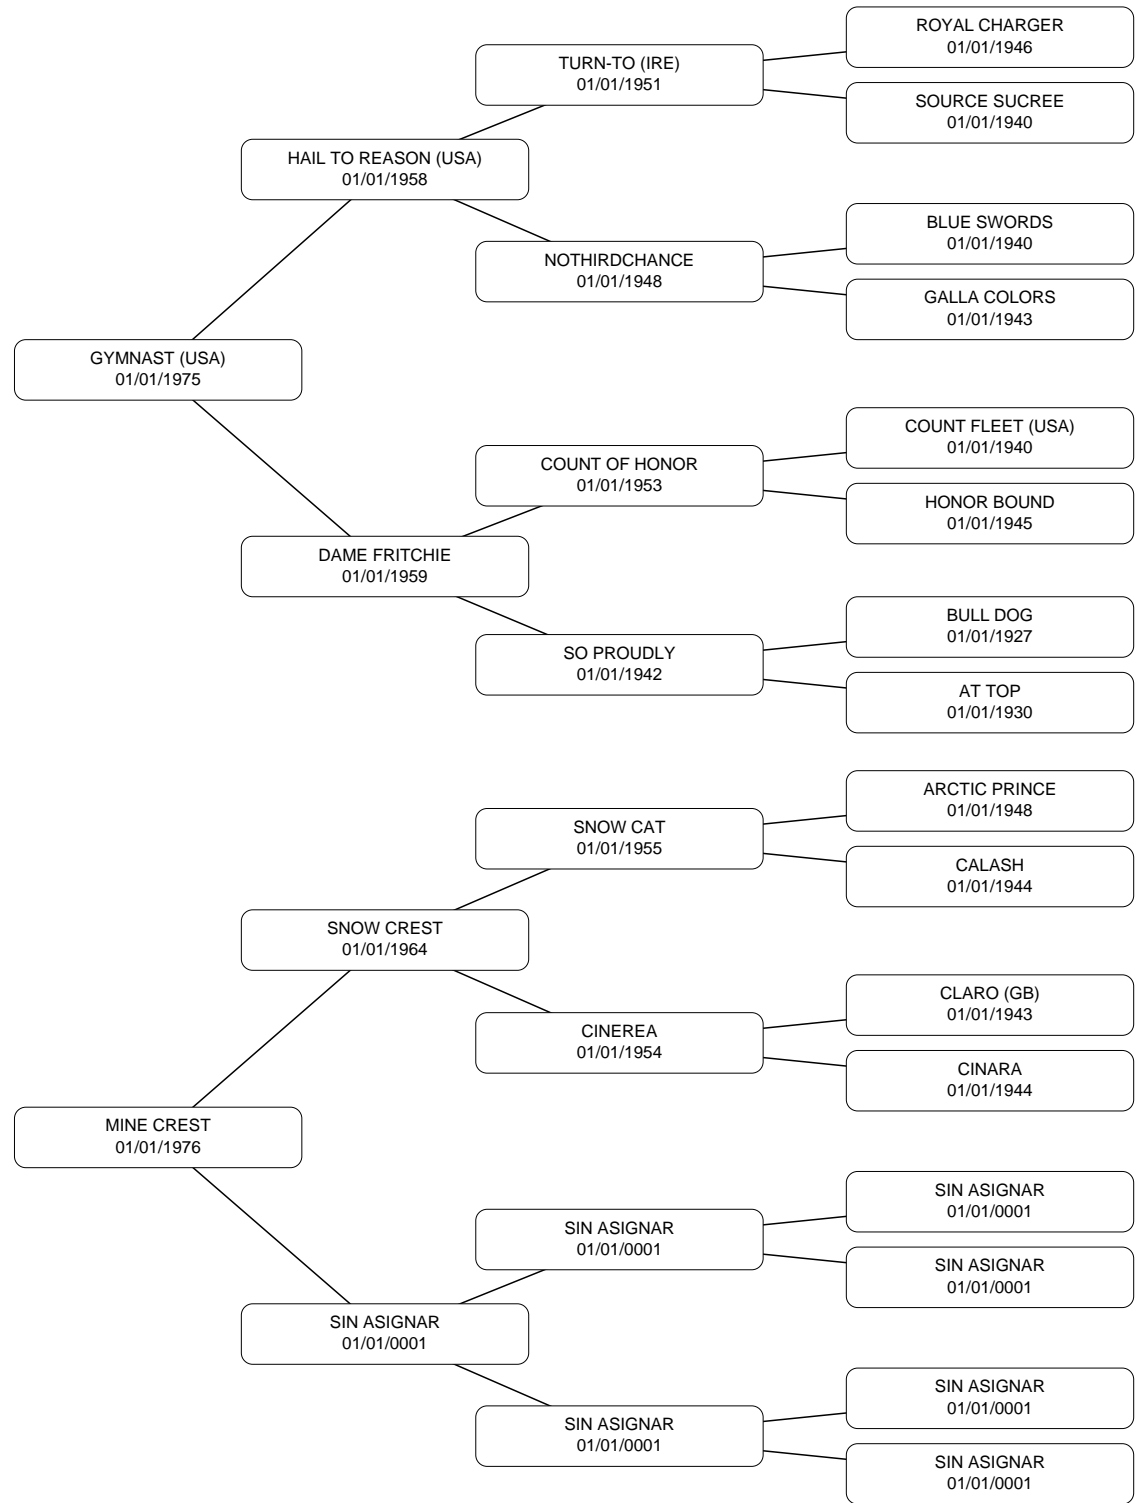 ROYAL CHARGER
01/01/1946
TURN-TO (IRE)
01/01/1951
SOURCE SUCREE
01/01/1940
HAIL TO REASON (USA)
01/01/1958
BLUE SWORDS
01/01/1940
NOTHIRDCHANCE
01/01/1948
GALLA COLORS
01/01/1943
GYMNAST (USA)
01/01/1975
COUNT FLEET (USA)
01/01/1940
COUNT OF HONOR
01/01/1953
HONOR BOUND
01/01/1945
DAME FRITCHIE
01/01/1959
BULL DOG
01/01/1927
SO PROUDLY
01/01/1942
AT TOP
01/01/1930
ARCTIC PRINCE
01/01/1948
SNOW CAT
01/01/1955
CALASH
01/01/1944
SNOW CREST
01/01/1964
CLARO (GB)
01/01/1943
CINEREA
01/01/1954
CINARA
01/01/1944
MINE CREST
01/01/1976
SIN ASIGNAR
01/01/0001
SIN ASIGNAR
01/01/0001
SIN ASIGNAR
01/01/0001
SIN ASIGNAR
01/01/0001
SIN ASIGNAR
01/01/0001
SIN ASIGNAR
01/01/0001
SIN ASIGNAR
01/01/0001